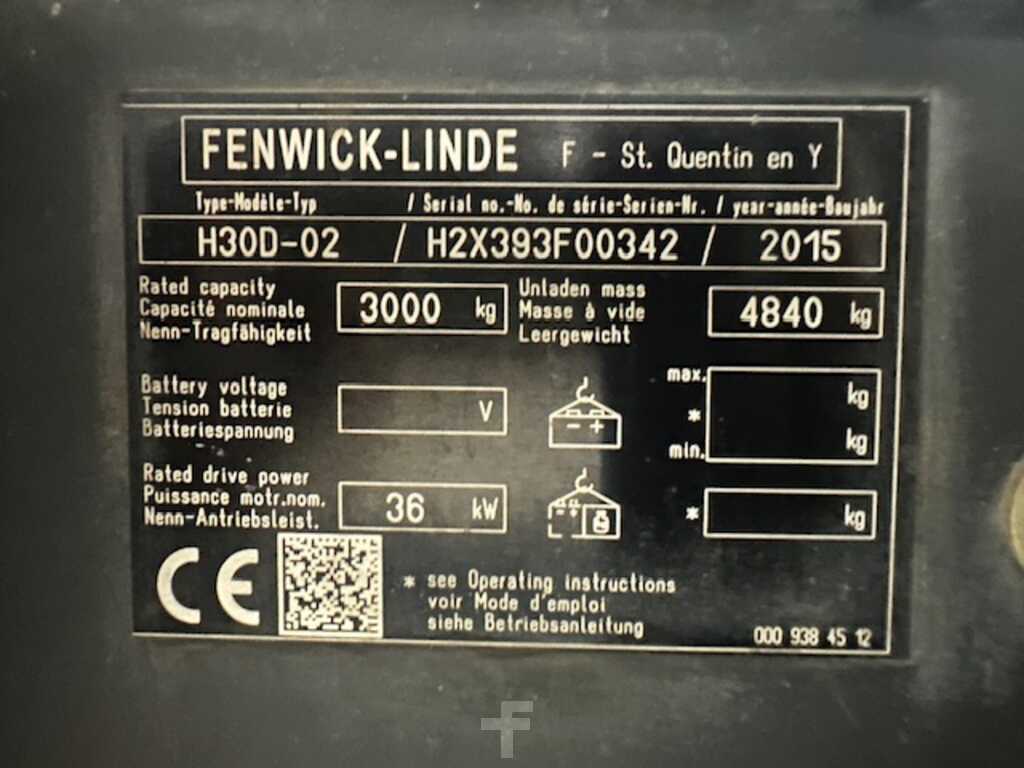 FENWICK-LINDE F - St. Quentin en Y
Type-Modèle-Typ / Serial no.-No. de série-Serien-Nr. / year-année-Baujahr
H30D-02 / H2X393F00342 / 2015
Rated capacity
Capacité nominale
Nenn-Tragfähigkeit
3000 kg
Unladen mass
Masse à vide
Leergewicht
4840 kg
Battery voltage
Tension batterie
Batteriespannung
V
- +
max.
*
min.
kg
kg
Rated drive power
Puissance motr.nom.
Nenn-Antriebsleist.
36 kW
- +
* kg
CE
* see Operating instructions
voir Mode d'emploi
siehe Betriebsanleitung
000 938 45 12
F